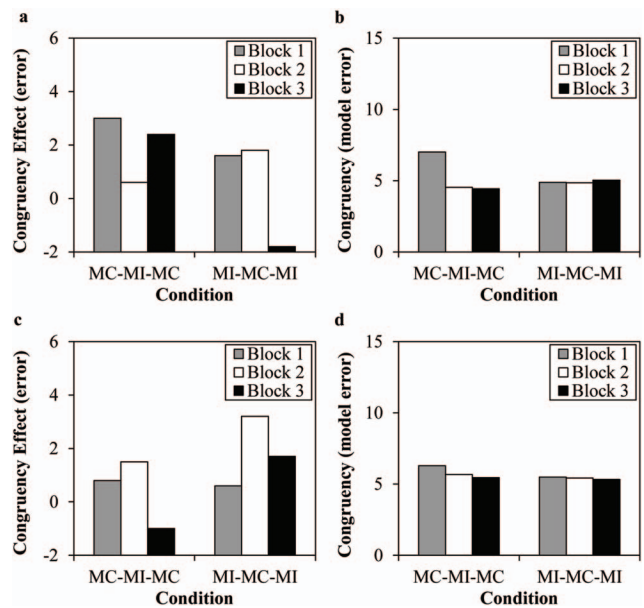 a
Congruency Effect (error)
6
4
2
0
-2
Block 1
Block 2
Block 3
MC-MI-MC MI-MC-MI
Condition
b
Congruency (model error)
15
10
5
0
Block 1
Block 2
Block 3
MC-MI-MC MI-MC-MI
Condition
c
Congruency Effect (error)
6
4
2
0
-2
Block 1
Block 2
Block 3
MC-MI-MC MI-MC-MI
Condition
d
Congruency (model error)
15
10
5
0
Block 1
Block 2
Block 3
MC-MI-MC MI-MC-MI
Condition